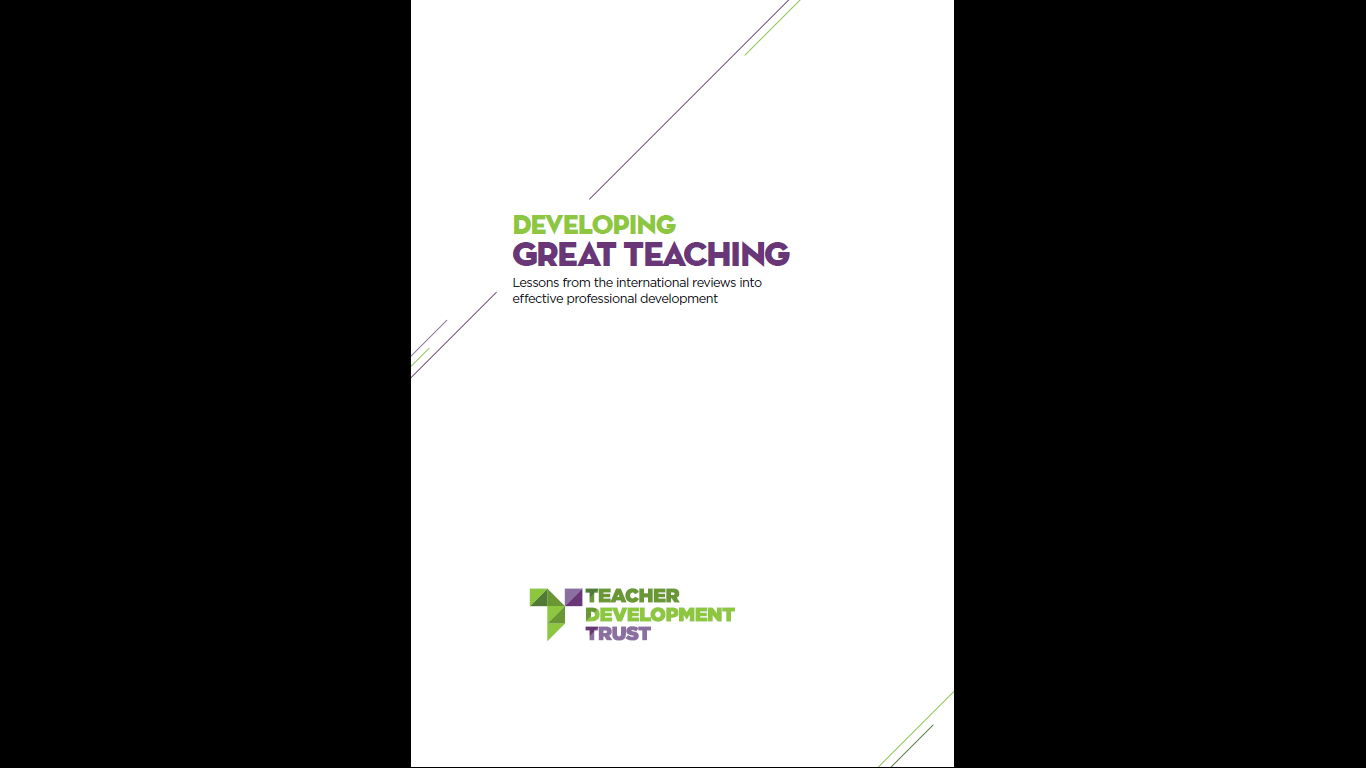 DEVELOPING
GREAT TEACHING
Lessons from the international reviews into
effective professional development
TEACHER
DEVELOPMENT
TRUST